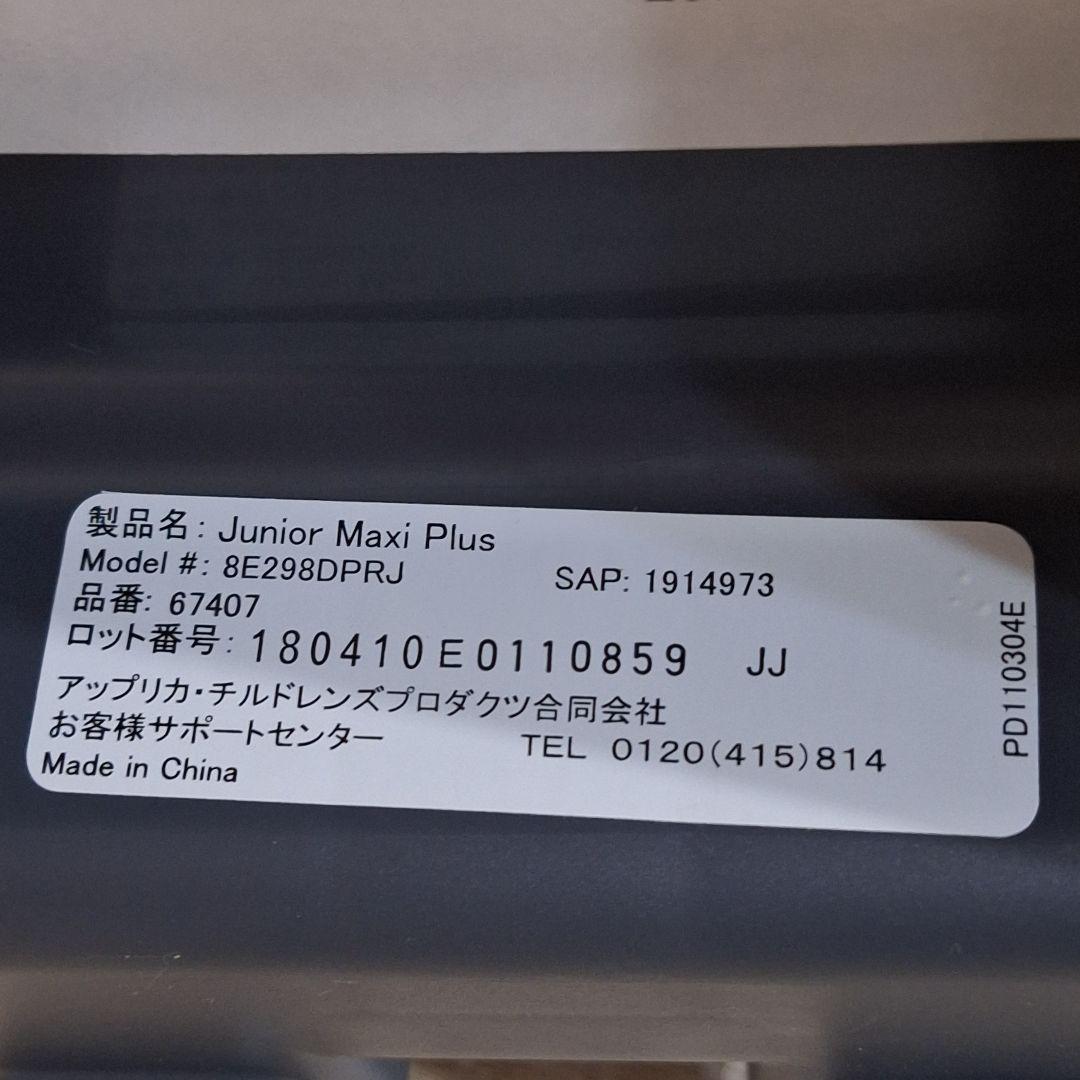 製品名: Junior Maxi Plus
Model #: 8E298DPRJ SAP: 1914973
品番: 67407
ロット番号: 180410E0110859 JJ
アップリカ・チルドレンズプロダクツ合同会社
お客様サポートセンター TEL 0120(415)814
Made in China
PD110304E